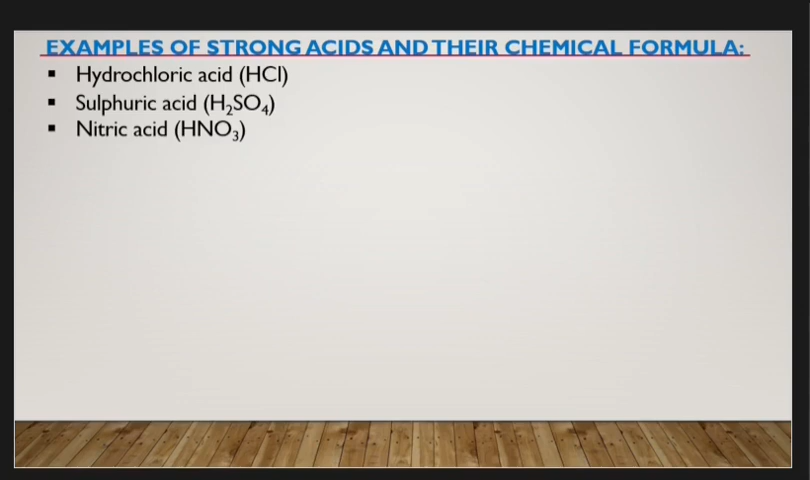 EXAMPLES OF STRONG ACIDS AND THEIR CHEMICAL FORMULA:
▪ Hydrochloric acid (HCl)
▪ Sulphuric acid (H₂SO₄)
▪ Nitric acid (HNO₃)